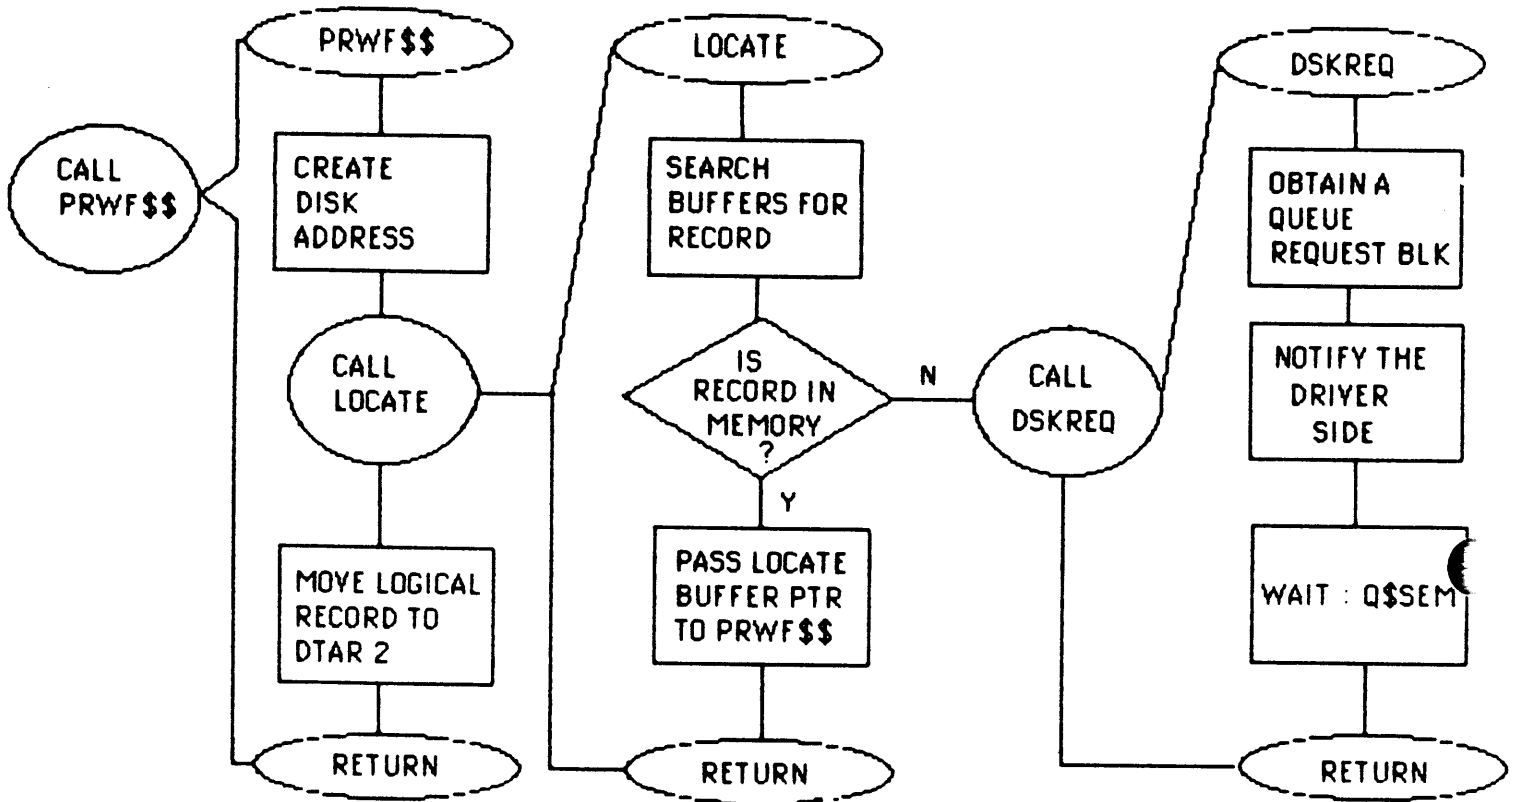 CALL
PRWF$$
PRWF$$
CREATE
DISK
ADDRESS
CALL
LOCATE
MOVE LOGICAL
RECORD TO
DTAR 2
RETURN
LOCATE
SEARCH
BUFFERS FOR
RECORD
IS
RECORD IN
MEMORY
?
N
Y
PASS LOCATE
BUFFER PTR
TO PRWF$$
RETURN
CALL
DSKREQ
DSKREQ
OBTAIN A
QUEUE
REQUEST BLK
NOTIFY THE
DRIVER
SIDE
WAIT : Q$SEM
RETURN